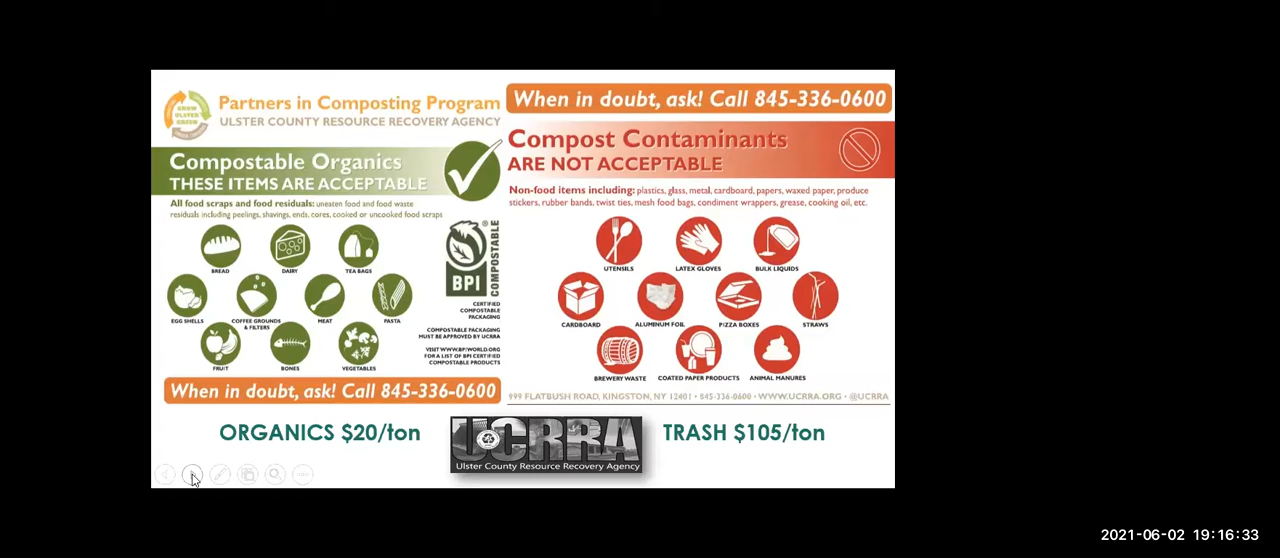 GROW
ULSTER
GREEN
Partners in Composting Program
ULSTER COUNTY RESOURCE RECOVERY AGENCY
Compostable Organics
THESE ITEMS ARE ACCEPTABLE
All food scraps and food residuals: uneaten food and food waste
residuals including peelings, shavings, ends, cores, cooked or uncooked food scraps
BREAD
DAIRY
TEA BAGS
EGG SHELLS
COFFEE GROUNDS
& FILTERS
MEAT
PASTA
FRUIT
BONES
VEGETABLES
BPI
®
COMPOSTABLE
CERTIFIED
COMPOSTABLE
PACKAGING
COMPOSTABLE PACKAGING
MUST BE APPROVED BY UCRRA
VISIT WWW.BPIWORLD.ORG
FOR A LIST OF BPI CERTIFIED
COMPOSTABLE PRODUCTS
When in doubt, ask! Call 845-336-0600
When in doubt, ask! Call 845-336-0600
Compost Contaminants
ARE NOT ACCEPTABLE
Non-food items including: plastics, glass, metal, cardboard, papers, waxed paper, produce
stickers, rubber bands, twist ties, mesh food bags, condiment wrappers, grease, cooking oil, etc.
UTENSILS
LATEX GLOVES
BULK LIQUIDS
CARDBOARD
ALUMINUM FOIL
PIZZA BOXES
STRAWS
BREWERY WASTE
COATED PAPER PRODUCTS
ANIMAL MANURES
999 FLATBUSH ROAD, KINGSTON, NY 12401 • 845-336-0600 • WWW.UCRRA.ORG • @UCRRA
ORGANICS $20/ton
UCRRA
Ulster County Resource Recovery Agency
TRASH $105/ton
2021-06-02 19:16:33